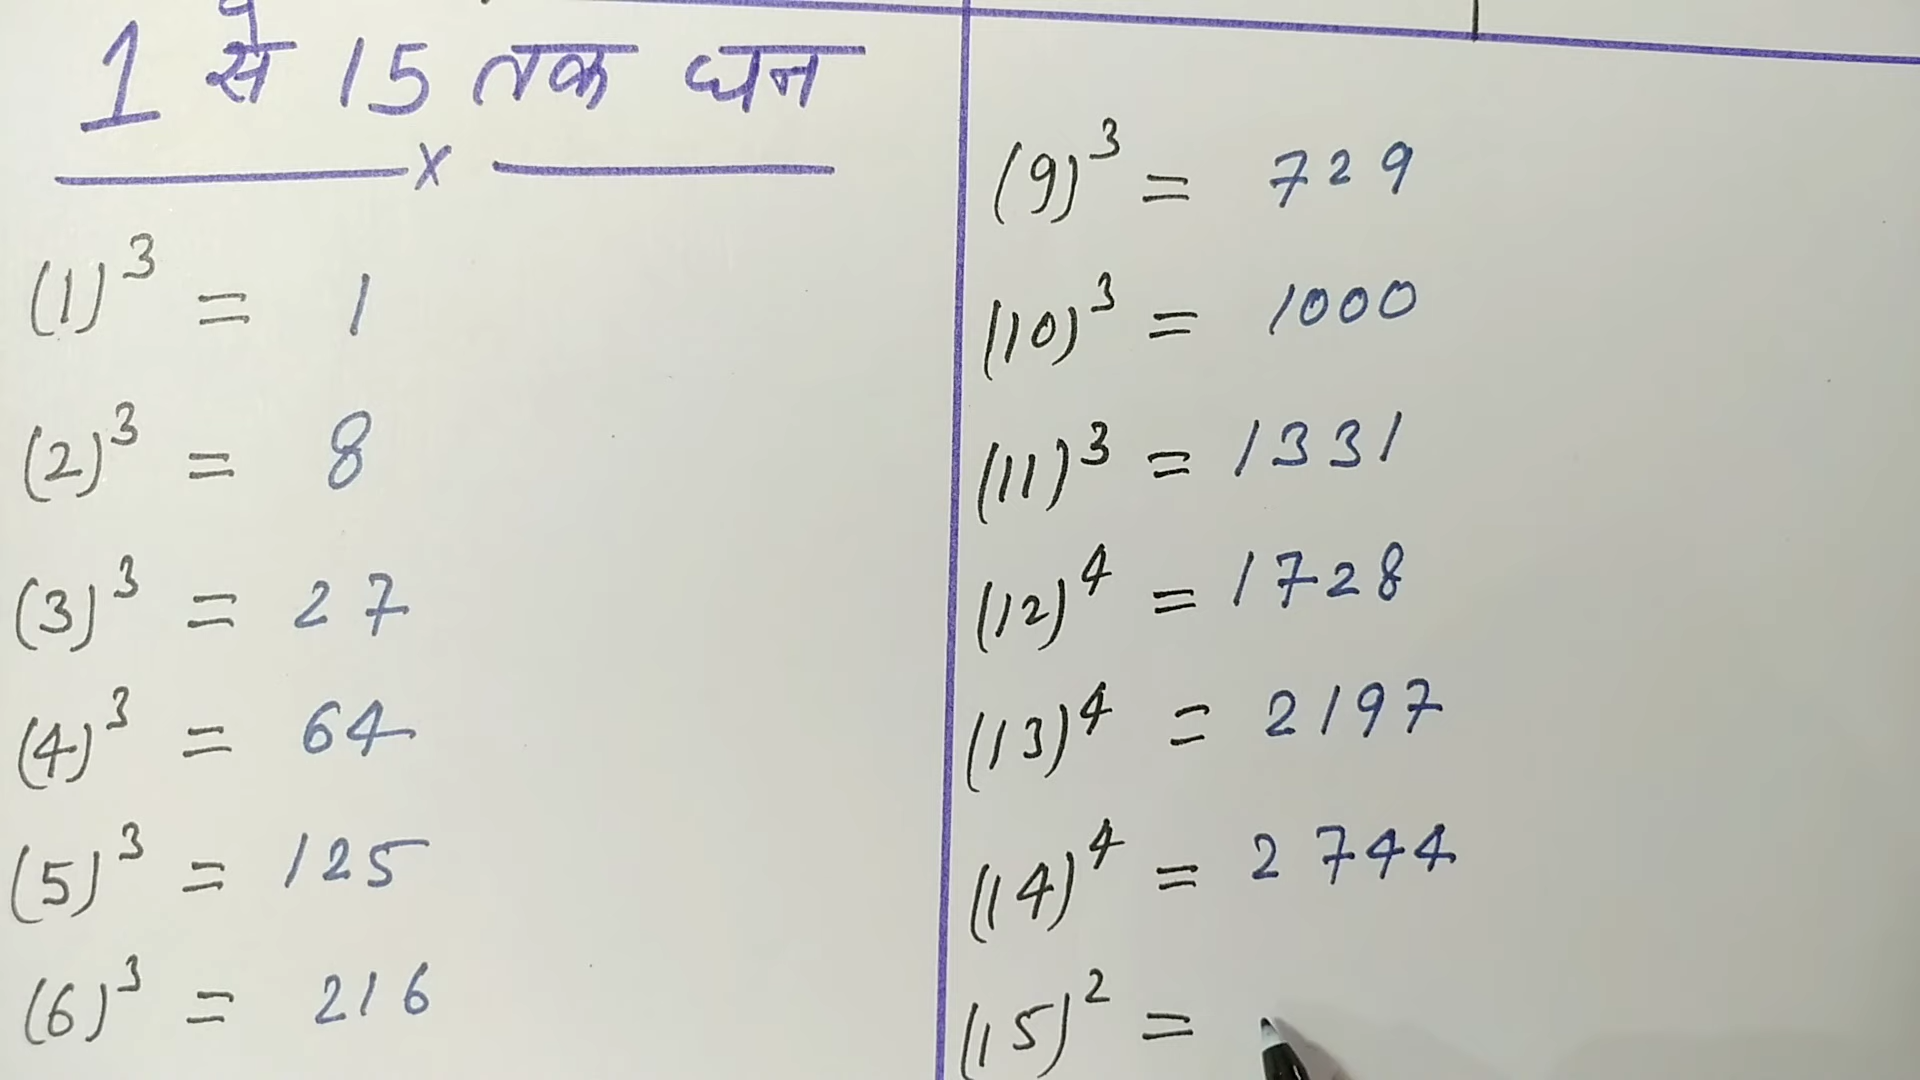 1 से 15 तक घन
x
(1)³ = 1
(2)³ = 8
(3)³ = 27
(4)³ = 64
(5)³ = 125
(6)³ = 216
(9)³ = 729
(10)³ = 1000
(11)³ = 1331
(12)⁴ = 1728
(13)⁴ = 2197
(14)⁴ = 2744
(15)² =